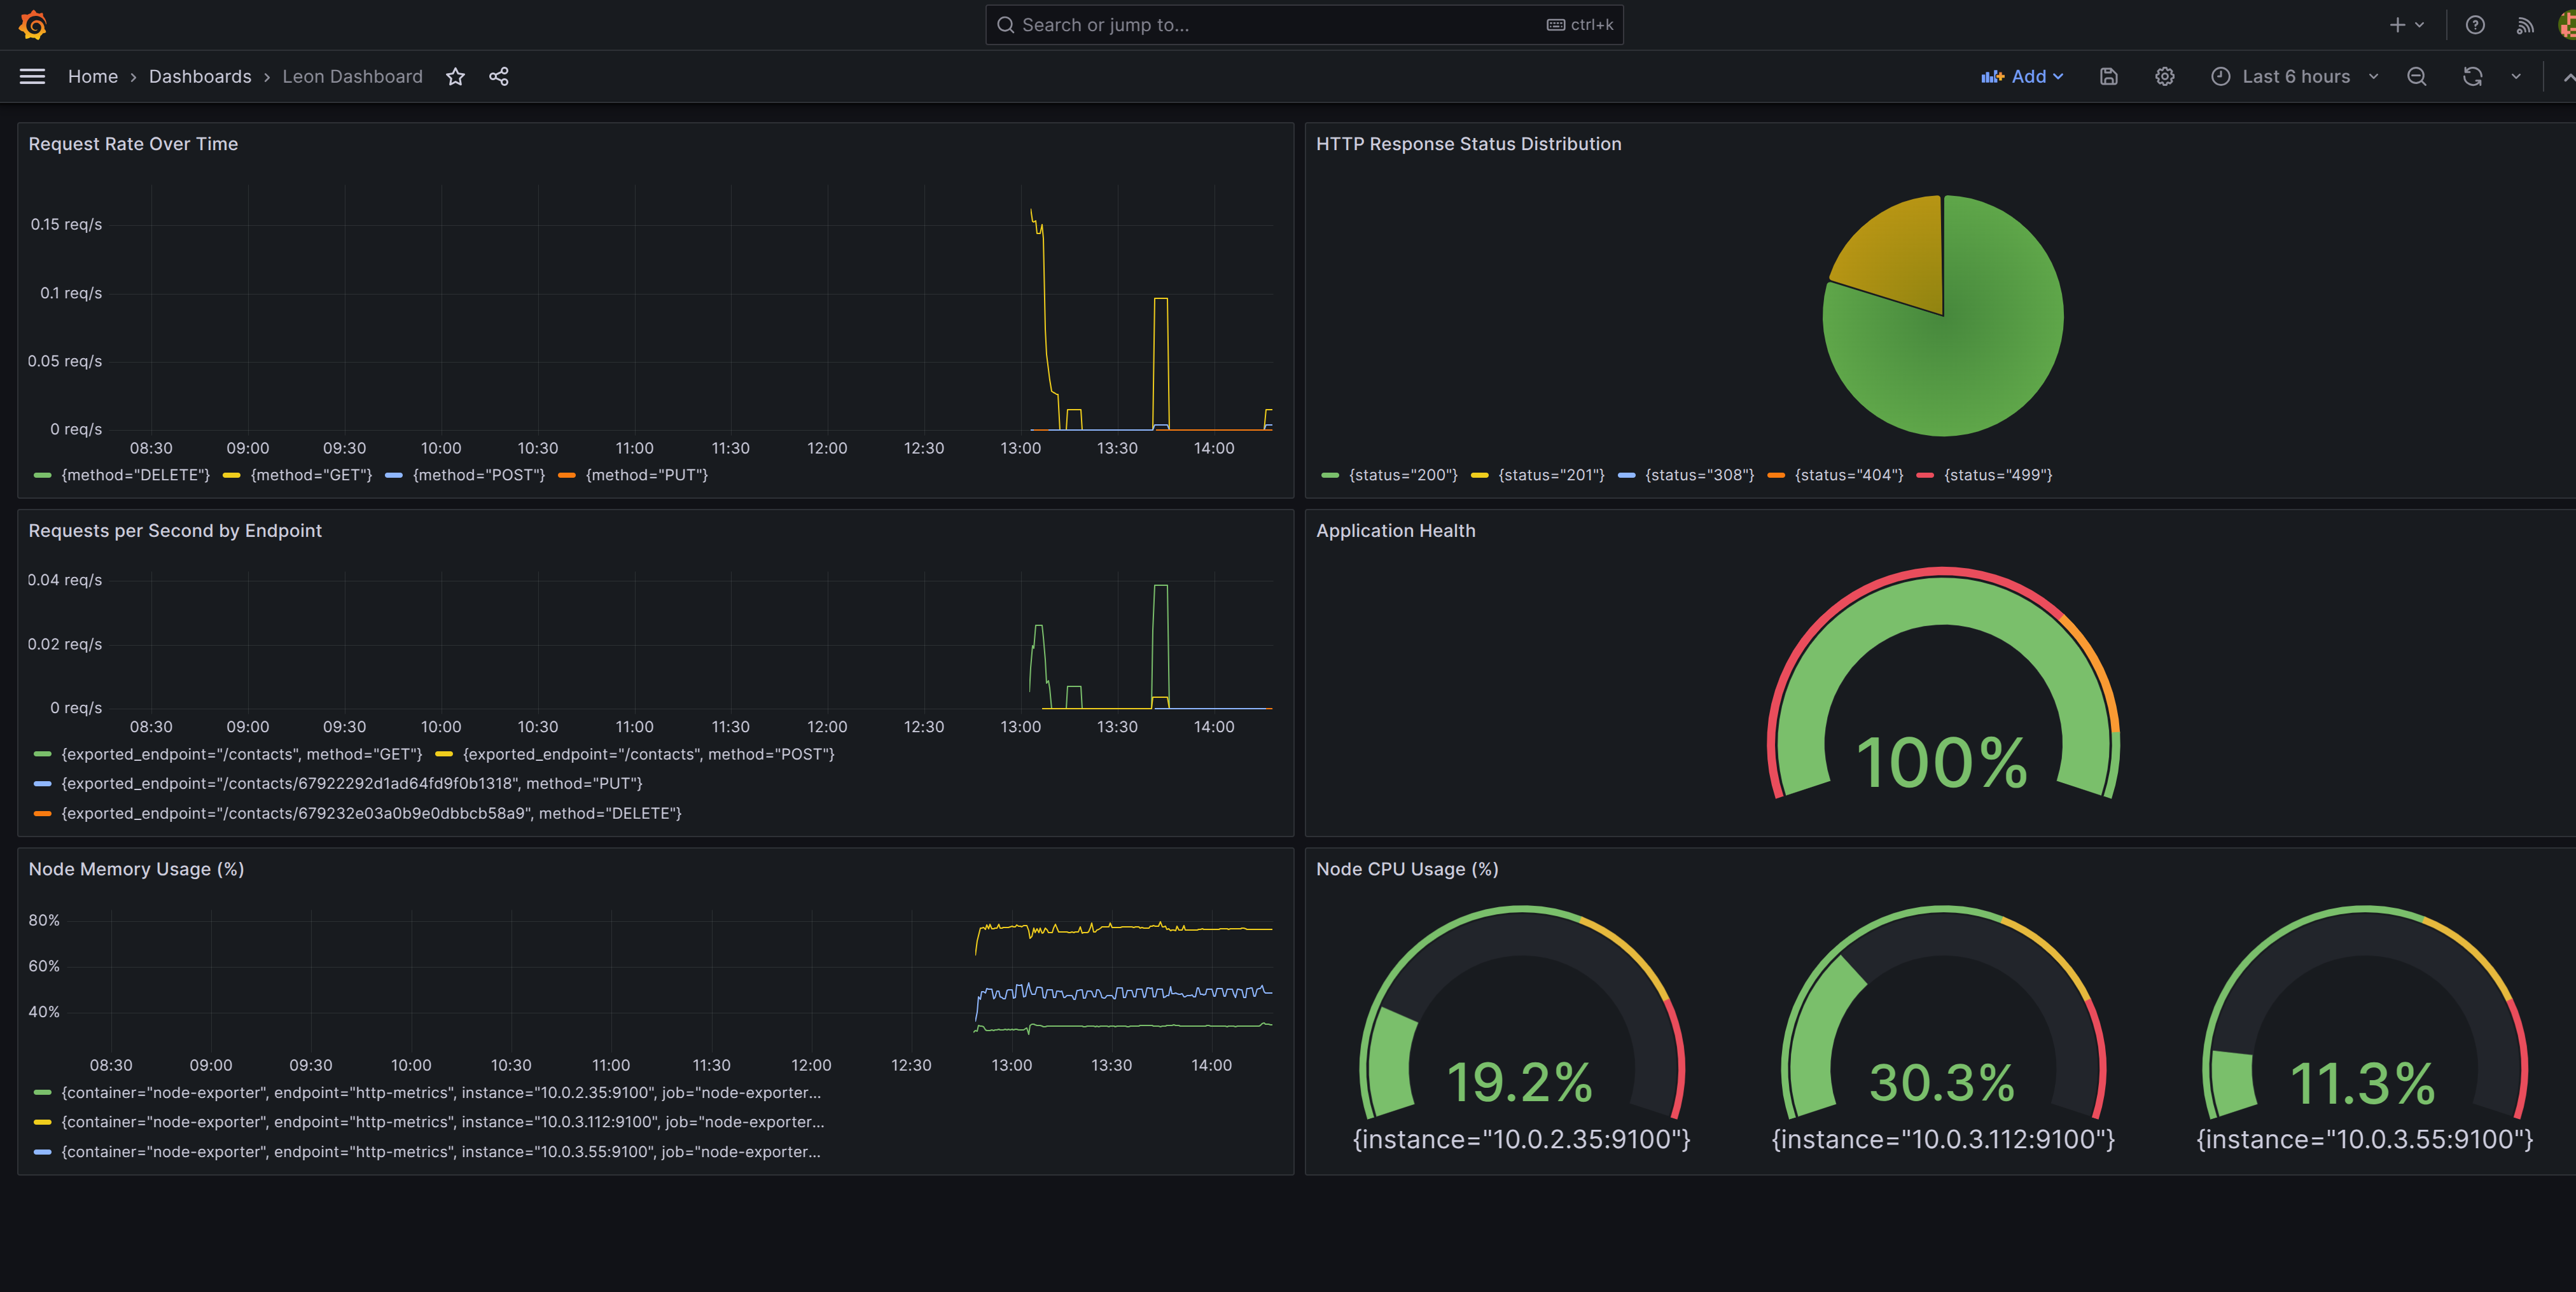 Search or jump to... ctrl+k
Home › Dashboards › Leon Dashboard Add Last 6 hours
Request Rate Over Time
0.15 req/s
0.1 req/s
0.05 req/s
0 req/s
08:30 09:00 09:30 10:00 10:30 11:00 11:30 12:00 12:30 13:00 13:30 14:00
{method="DELETE"} {method="GET"} {method="POST"} {method="PUT"}
HTTP Response Status Distribution
{status="200"} {status="201"} {status="308"} {status="404"} {status="499"}
Requests per Second by Endpoint
0.04 req/s
0.02 req/s
0 req/s
08:30 09:00 09:30 10:00 10:30 11:00 11:30 12:00 12:30 13:00 13:30 14:00
{exported_endpoint="/contacts", method="GET"} {exported_endpoint="/contacts", method="POST"}
{exported_endpoint="/contacts/67922292d1ad64fd9f0b1318", method="PUT"}
{exported_endpoint="/contacts/679232e03a0b9e0dbbcb58a9", method="DELETE"}
Application Health
100%
Node Memory Usage (%)
80%
60%
40%
08:30 09:00 09:30 10:00 10:30 11:00 11:30 12:00 12:30 13:00 13:30 14:00
{container="node-exporter", endpoint="http-metrics", instance="10.0.2.35:9100", job="node-exporter...
{container="node-exporter", endpoint="http-metrics", instance="10.0.3.112:9100", job="node-exporter...
{container="node-exporter", endpoint="http-metrics", instance="10.0.3.55:9100", job="node-exporter...
Node CPU Usage (%)
19.2% 30.3% 11.3%
{instance="10.0.2.35:9100"} {instance="10.0.3.112:9100"} {instance="10.0.3.55:9100"}